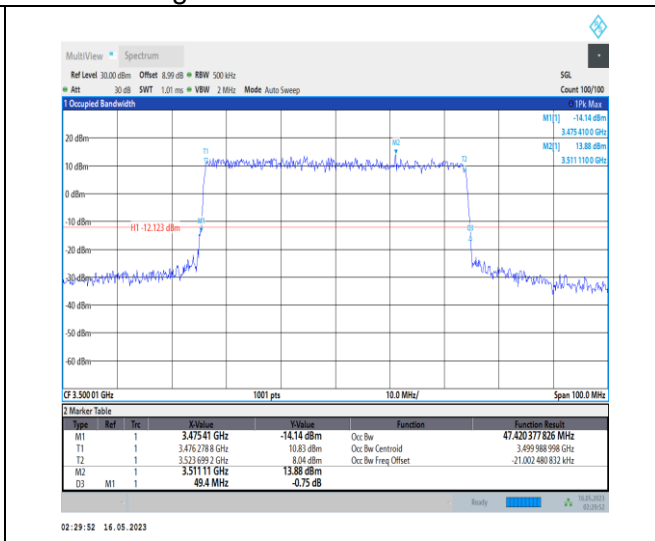 MultiView Spectrum
Ref Level 30.00 dBm Offset 8.99 dB RBW 500 kHz SGL
Att 30 dB SWT 1.01 ms VBW 2 MHz Mode Auto Sweep Count 100/100
1 Occupied Bandwidth 1Pk Max
M1[1] -14.14 dBm
3.475 410 0 GHz
M2[1] 13.88 dBm
3.511 110 0 GHz
20 dBm
M2
T1
T2
10 dBm
0 dBm
-10 dBm
M1
H1 -12.123 dBm
D3
-20 dBm
-30 dBm
-40 dBm
-50 dBm
-60 dBm
CF 3.500 01 GHz 1001 pts 10.0 MHz/ Span 100.0 MHz
2 Marker Table
Type Ref Trc X-Value Y-Value Function Function Result
M1 1 3.475 41 GHz -14.14 dBm Occ Bw 47.420 377 826 MHz
T1 1 3.476 278 8 GHz 10.83 dBm Occ Bw Centroid 3.499 988 998 GHz
T2 1 3.523 699 2 GHz 8.04 dBm Occ Bw Freq Offset -21.002 480 832 kHz
M2 1 3.511 11 GHz 13.88 dBm
D3 M1 1 49.4 MHz -0.75 dB
Ready 16.05.2023
02:29:52
02:29:52 16.05.2023